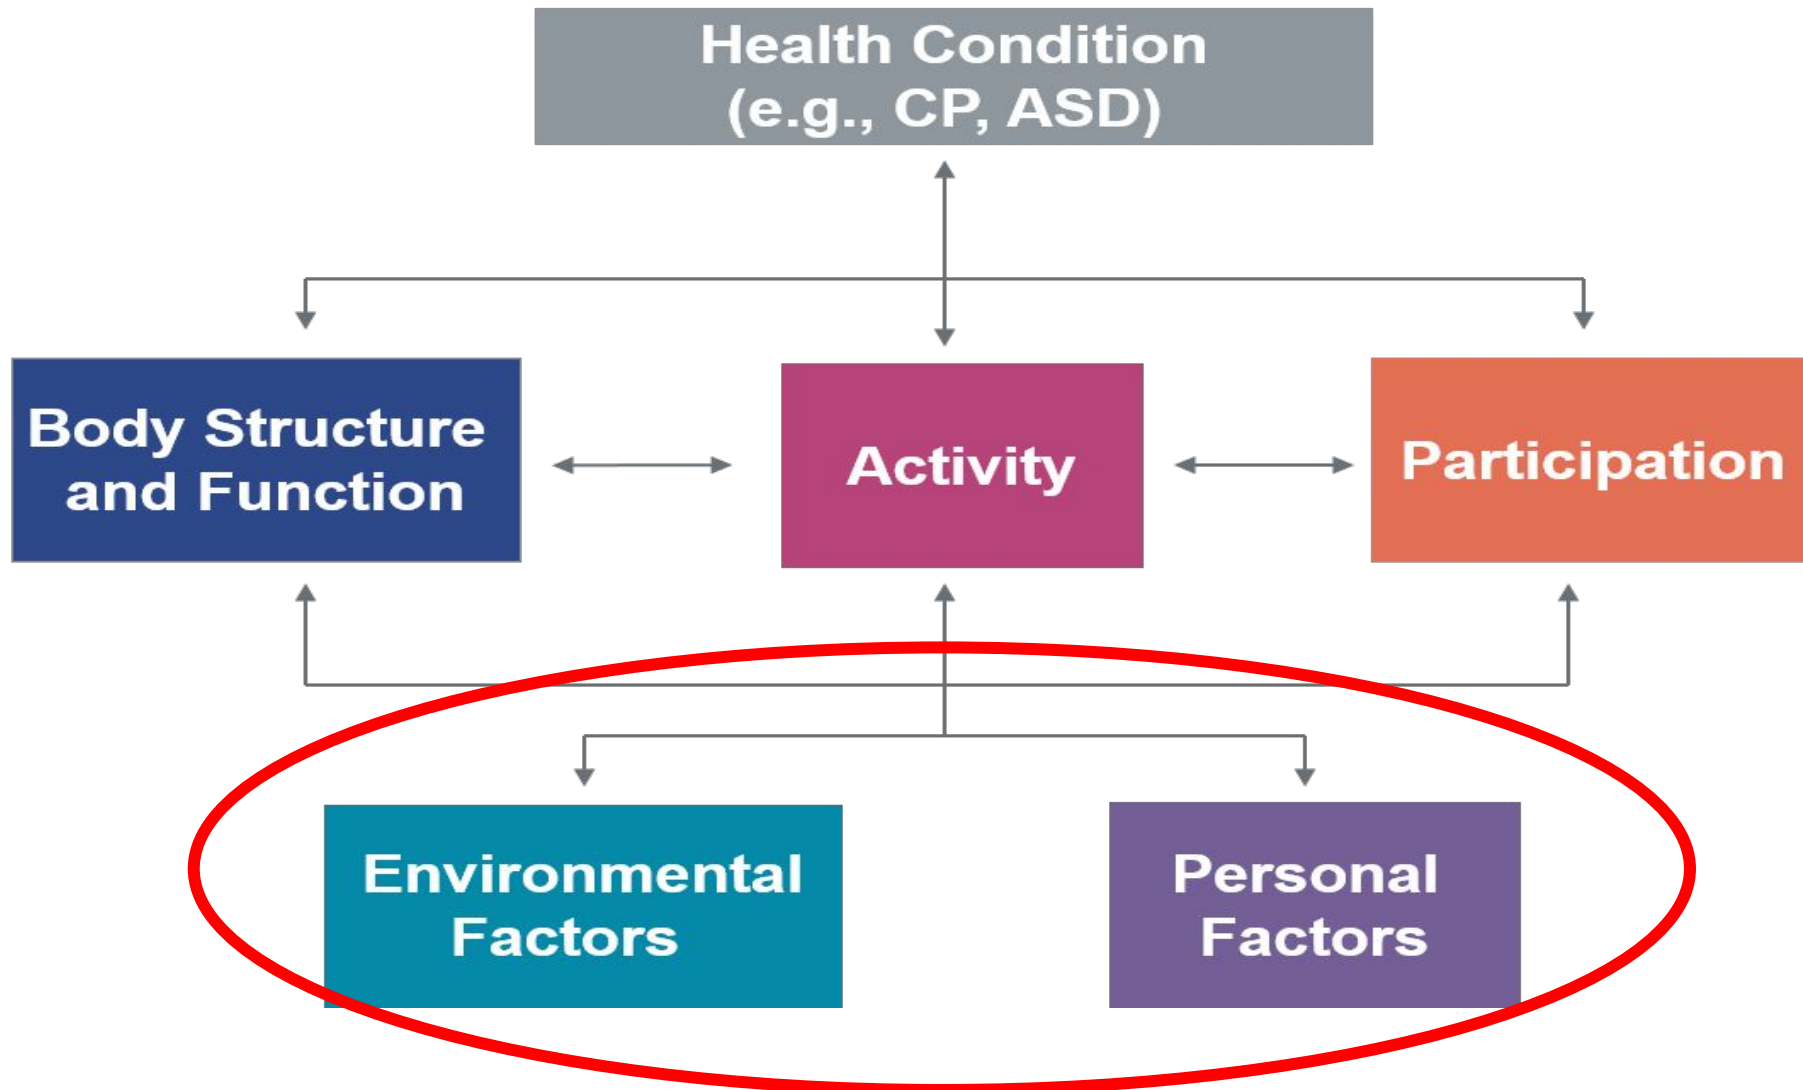 Health Condition
(e.g., CP, ASD)
Body Structure
and Function
Activity
Participation
Environmental
Factors
Personal
Factors